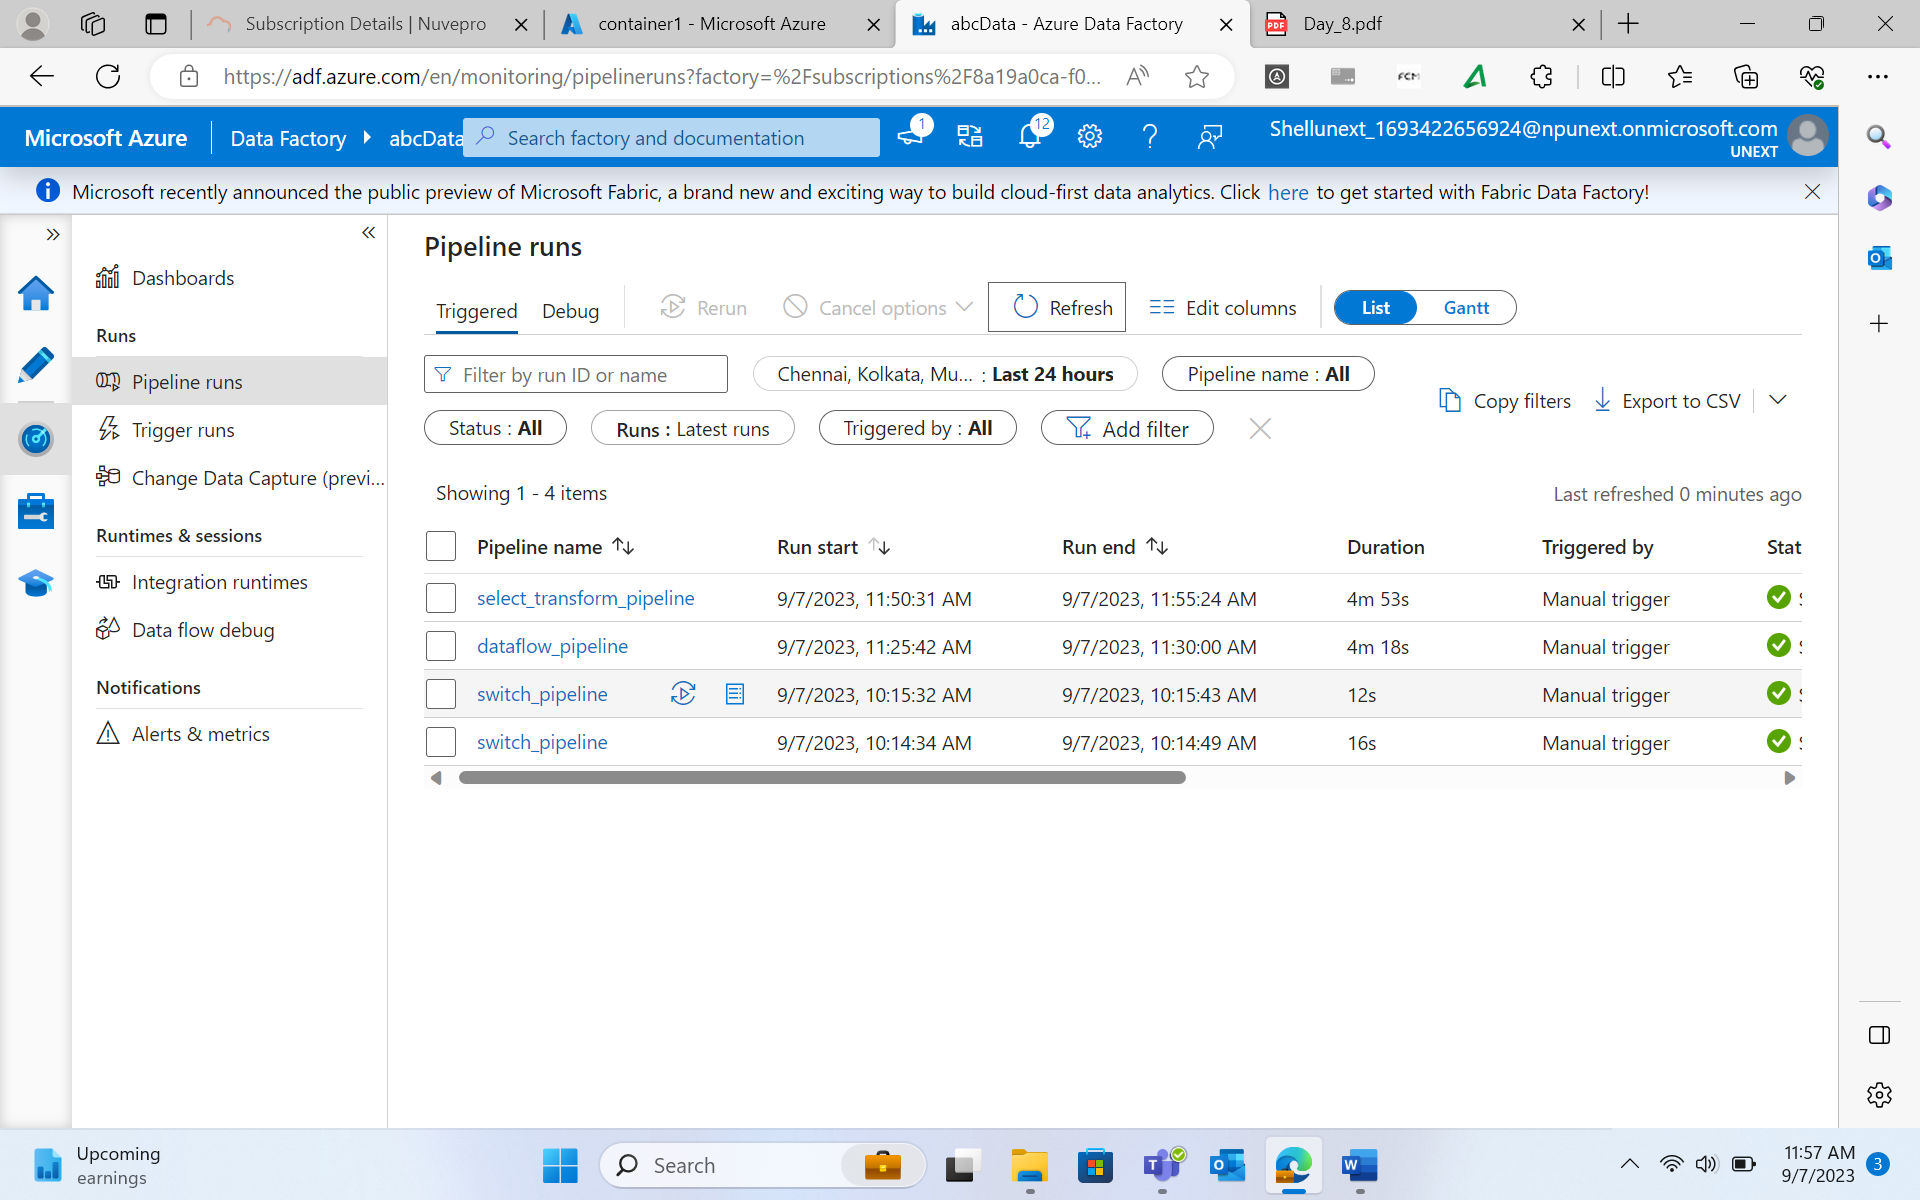 Subscription Details | Nuvepro
container1 - Microsoft Azure
abcData - Azure Data Factory
Day_8.pdf
https://adf.azure.com/en/monitoring/pipelineruns?factory=%2Fsubscriptions%2F8a19a0ca-f0...
Microsoft Azure
Data Factory
abcData
Search factory and documentation
1
12
Shellunext_1693422656924@npunext.onmicrosoft.com
UNEXT
Microsoft recently announced the public preview of Microsoft Fabric, a brand new and exciting way to build cloud-first data analytics. Click here to get started with Fabric Data Factory!
Dashboards
Runs
Pipeline runs
Trigger runs
Change Data Capture (previ...
Runtimes & sessions
Integration runtimes
Data flow debug
Notifications
Alerts & metrics
Pipeline runs
Triggered
Debug
Rerun
Cancel options
Refresh
Edit columns
List
Gantt
Filter by run ID or name
Chennai, Kolkata, Mu... : Last 24 hours
Pipeline name : All
Status : All
Runs : Latest runs
Triggered by : All
Add filter
Copy filters
Export to CSV
Showing 1 - 4 items
Last refreshed 0 minutes ago
Pipeline name Run start Run end Duration Triggered by Stat
select_transform_pipeline 9/7/2023, 11:50:31 AM 9/7/2023, 11:55:24 AM 4m 53s Manual trigger
dataflow_pipeline 9/7/2023, 11:25:42 AM 9/7/2023, 11:30:00 AM 4m 18s Manual trigger
switch_pipeline 9/7/2023, 10:15:32 AM 9/7/2023, 10:15:43 AM 12s Manual trigger
switch_pipeline 9/7/2023, 10:14:34 AM 9/7/2023, 10:14:49 AM 16s Manual trigger
Upcoming
earnings
Search
11:57 AM
9/7/2023
3